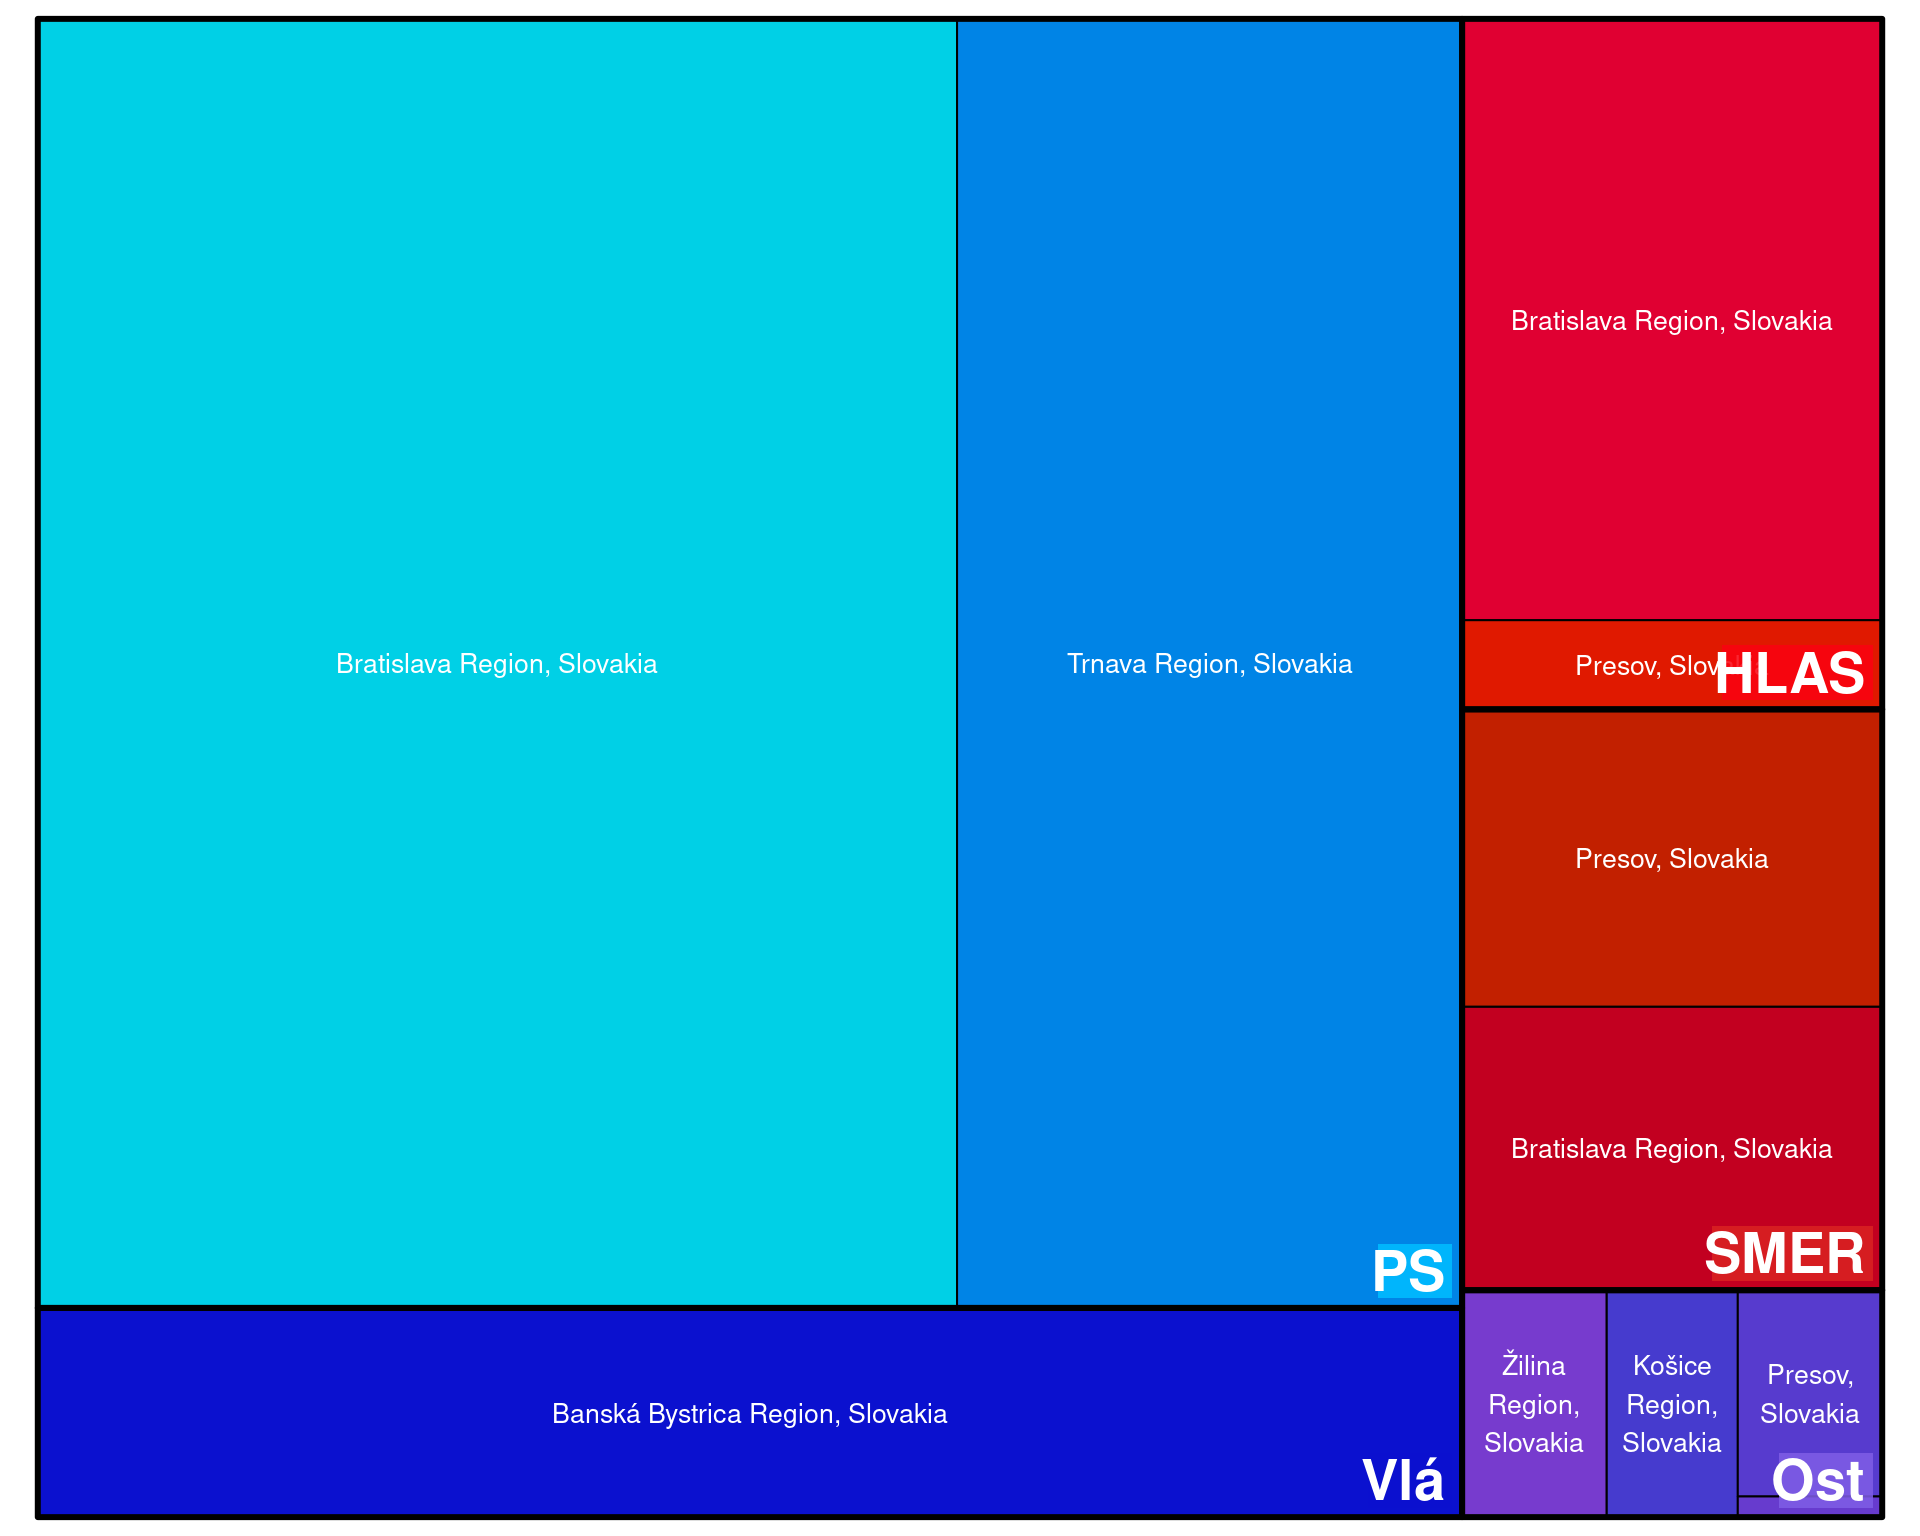 Bratislava Region, Slovakia
Trnava Region, Slovakia
PS
Banská Bystrica Region, Slovakia
Vlá
Bratislava Region, Slovakia
Presov, Slov
HLAS
Presov, Slovakia
Bratislava Region, Slovakia
SMER
Žilina
Region,
Slovakia
Košice
Region,
Slovakia
Presov,
Slovakia
Ost